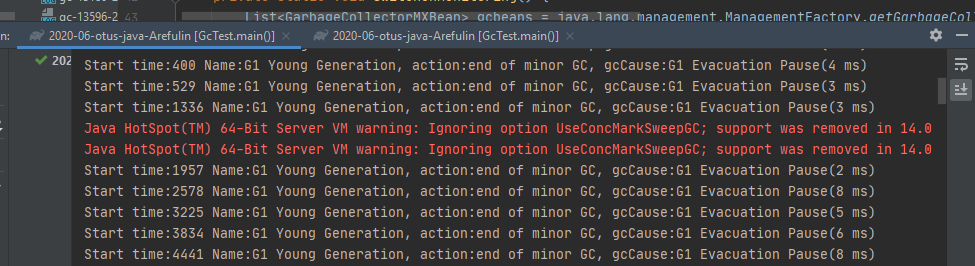 gc-13596-2
List<GarbageCollectorMXBean> gcbeans = java.lang.management.ManagementFactory.getGarbageColl
n: 2020-06-otus-java-Arefulin [GcTest.main()] × 2020-06-otus-java-Arefulin [GcTest.main()] ×
202
Start time:400 Name:G1 Young Generation, action:end of minor GC, gcCause:G1 Evacuation Pause(4 ms)
Start time:529 Name:G1 Young Generation, action:end of minor GC, gcCause:G1 Evacuation Pause(3 ms)
Start time:1336 Name:G1 Young Generation, action:end of minor GC, gcCause:G1 Evacuation Pause(3 ms)
Java HotSpot(TM) 64-Bit Server VM warning: Ignoring option UseConcMarkSweepGC; support was removed in 14.0
Java HotSpot(TM) 64-Bit Server VM warning: Ignoring option UseConcMarkSweepGC; support was removed in 14.0
Start time:1957 Name:G1 Young Generation, action:end of minor GC, gcCause:G1 Evacuation Pause(2 ms)
Start time:2578 Name:G1 Young Generation, action:end of minor GC, gcCause:G1 Evacuation Pause(8 ms)
Start time:3225 Name:G1 Young Generation, action:end of minor GC, gcCause:G1 Evacuation Pause(5 ms)
Start time:3834 Name:G1 Young Generation, action:end of minor GC, gcCause:G1 Evacuation Pause(6 ms)
Start time:4441 Name:G1 Young Generation, action:end of minor GC, gcCause:G1 Evacuation Pause(8 ms)